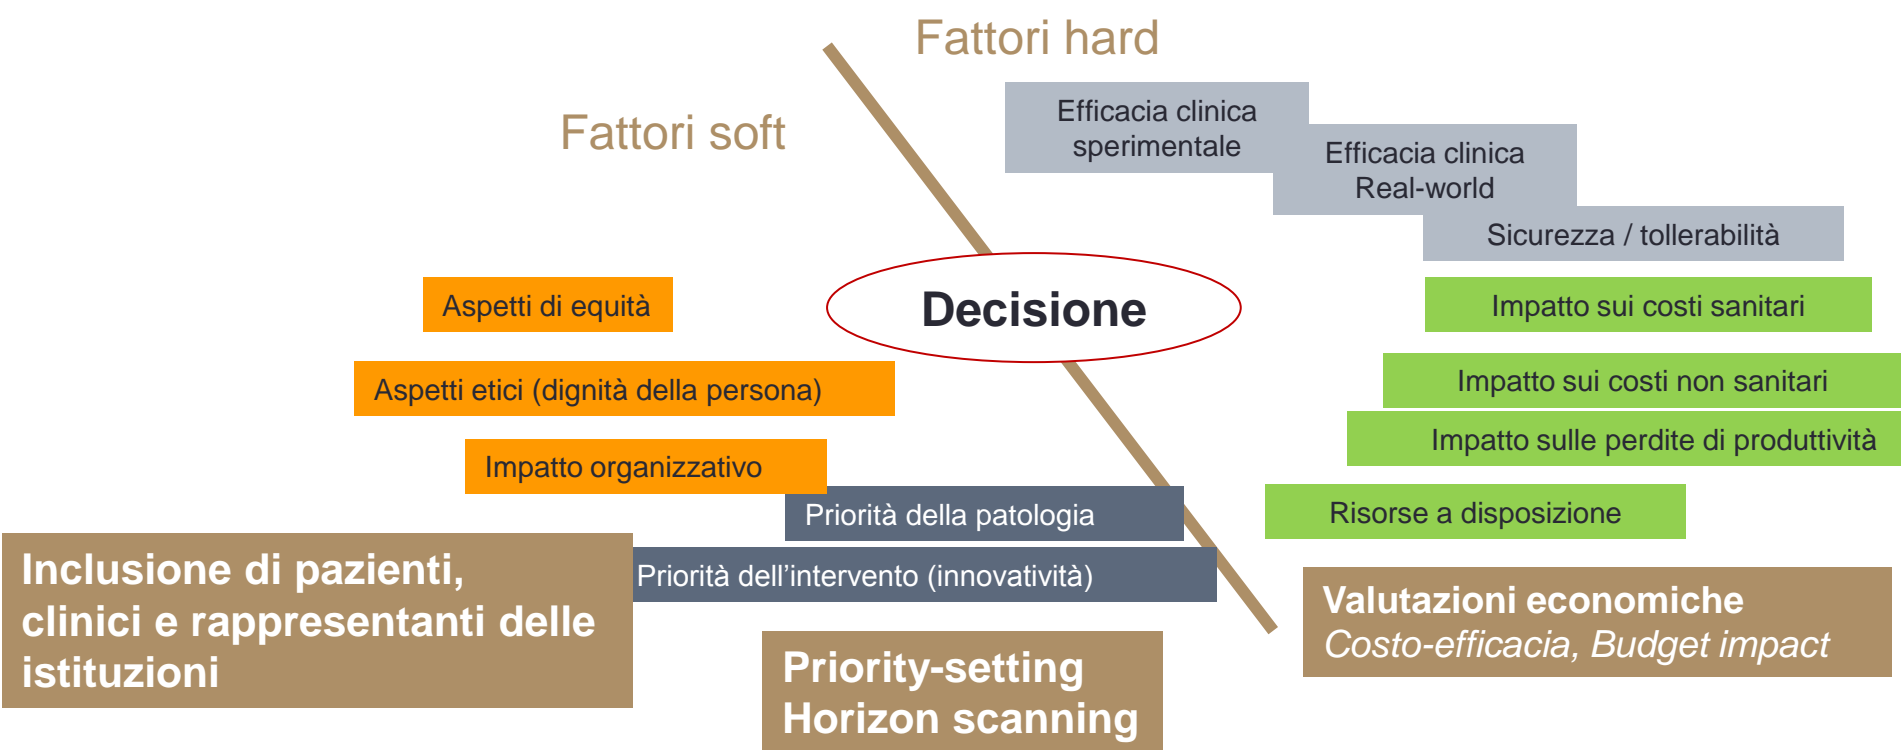 Fattori hard
Fattori soft
Efficacia clinica
sperimentale
Efficacia clinica
Real-world
Sicurezza / tollerabilità
Decisione
Aspetti di equità
Impatto sui costi sanitari
Aspetti etici (dignità della persona)
Impatto sui costi non sanitari
Impatto organizzativo
Impatto sulle perdite di produttività
Priorità della patologia
Risorse a disposizione
Priorità dell'intervento (innovatività)
Inclusione di pazienti,
clinici e rappresentanti delle
istituzioni
Priority-setting
Horizon scanning
Valutazioni economiche
Costo-efficacia, Budget impact